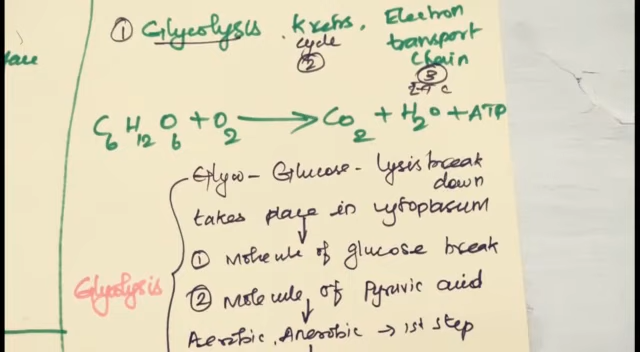 ① Glycolysis. Krebs cycle ②, Electron transport chain ③
ETC
C6H12O6 + O2 → CO2 + H2O + ATP
Glyco - Glucose - lysis break down
takes place in
① Molecule of glucose break
Glycolysis
② Molecule of Pyruvic acid
Aerobic, Anerobic → 1st step